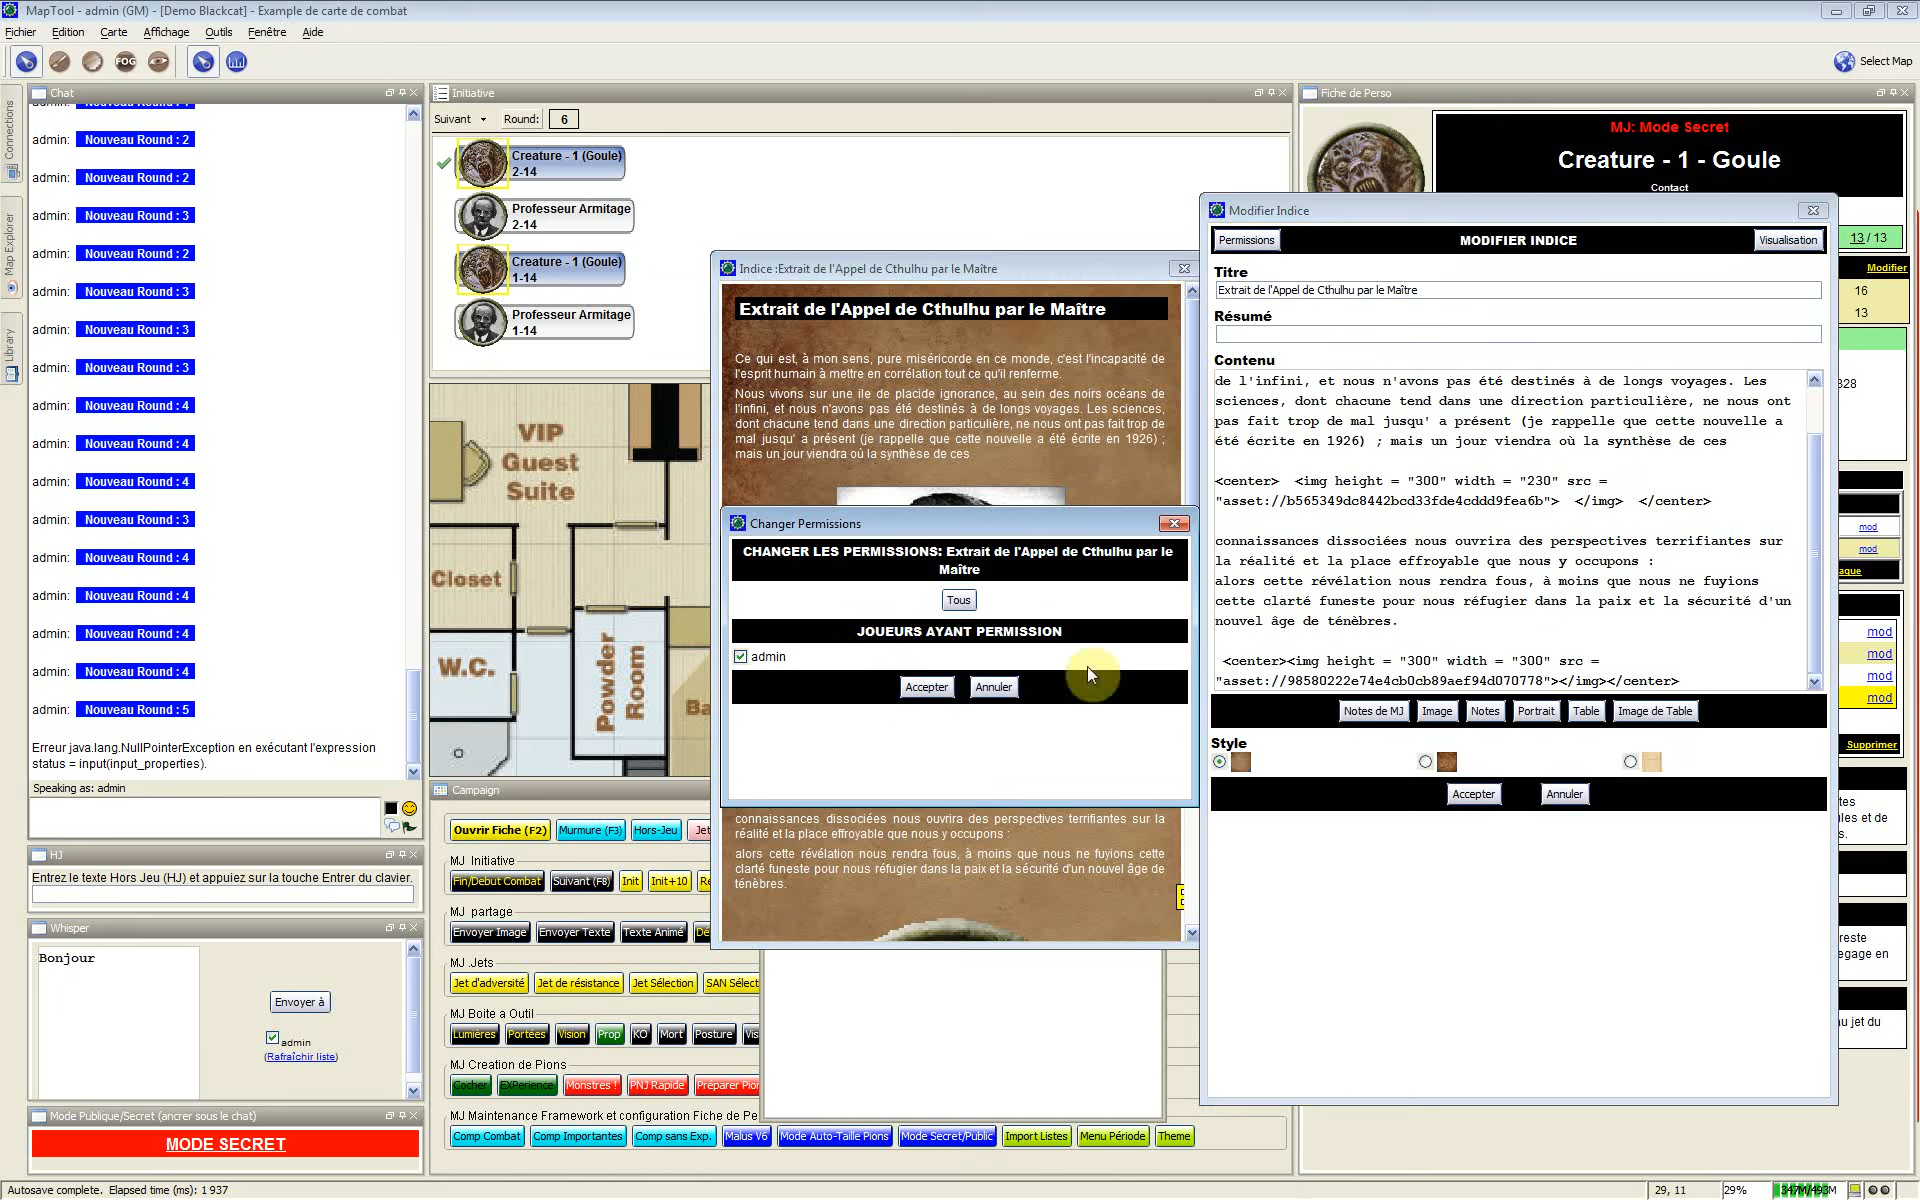 MapTool - admin (GM) - [Demo Blackcat] - Example de carte de combat
Fichier Edition Carte Affichage Outils Fenêtre Aide
FOG
Select Map
Connections
Map Explorer
Library
Chat
admin: Nouveau Round : 2
admin: Nouveau Round : 2
admin: Nouveau Round : 3
admin: Nouveau Round : 2
admin: Nouveau Round : 3
admin: Nouveau Round : 3
admin: Nouveau Round : 3
admin: Nouveau Round : 4
admin: Nouveau Round : 4
admin: Nouveau Round : 4
admin: Nouveau Round : 3
admin: Nouveau Round : 4
admin: Nouveau Round : 4
admin: Nouveau Round : 4
admin: Nouveau Round : 4
admin: Nouveau Round : 5
Erreur java.lang.NullPointerException en exécutant l'expression
status = input(input_properties).
Speaking as: admin
HJ
Entrez le texte Hors Jeu (HJ) et appuiez sur la touche Entrer du clavier.
Whisper
Bonjour
Envoyer à
admin
(Rafraîchir liste)
Mode Publique/Secret (ancrer sous le chat)
MODE SECRET
Initiative
Suivant Round: 6
Creature - 1 (Goule)
2-14
Professeur Armitage
2-14
Creature - 1 (Goule)
1-14
Professeur Armitage
1-14
VIP
Guest
Suite
Closet
W.C.
Powder
Room
Ba
Campaign
Ouvrir Fiche (F2) Murmure (F3) Hors-Jeu Jet
MJ Initiative
Fin/Debut Combat Suivant (F8) Init Init+10 Re
MJ partage
Envoyer Image Envoyer Texte Texte Animé Dé
MJ .Jets
Jet d'adversité Jet de résistance Jet Sélection SAN Sélect
MJ Boite a Outil
Lumières Portées Vision Prop KO Mort Posture Vis
MJ Creation de Pions
Cocher EXPerience Monstres ! PNJ Rapide Préparer Pion
MJ Maintenance Framework et configuration Fiche de Pe
Comp Combat Comp Importantes Comp sans Exp. Malus V6 Mode Auto-Taille Pions Mode Secret/Public Import Listes Menu Période Theme
Indice :Extrait de l'Appel de Cthulhu par le Maître
Extrait de l'Appel de Cthulhu par le Maître
Ce qui est, à mon sens, pure miséricorde en ce monde, c'est l'incapacité de
l'esprit humain à mettre en corrélation tout ce qu'il renferme.
Nous vivons sur une ile de placide ignorance, au sein des noirs océans de
l'infini, et nous n'avons pas été destinés à de longs voyages. Les sciences,
dont chacune tend dans une direction particulière, ne nous ont pas fait trop de
mal jusqu' a présent (je rappelle que cette nouvelle a été écrite en 1926) ;
mais un jour viendra où la synthèse de ces
Changer Permissions
CHANGER LES PERMISSIONS: Extrait de l'Appel de Cthulhu par le
Maître
Tous
JOUEURS AYANT PERMISSION
admin
Accepter Annuler
connaissances dissociées nous ouvrira des perspectives terrifiantes sur la
réalité et la place effroyable que nous y occupons :
alors cette révélation nous rendra fous, à moins que nous ne fuyions cette
clarté funeste pour nous réfugier dans la paix et la sécurité d'un nouvel âge de
ténèbres.
Fiche de Perso
MJ: Mode Secret
Creature - 1 - Goule
Contact
13 / 13
Modifier
16
13
328
mod
mod
aque
mod
mod
mod
mod
Supprimer
tes
les et de
s.
reste
egage en
u jet du
Modifier Indice
Permissions MODIFIER INDICE Visualisation
Titre
Extrait de l'Appel de Cthulhu par le Maître
Résumé
Contenu
de l'infini, et nous n'avons pas été destinés à de longs voyages. Les
sciences, dont chacune tend dans une direction particulière, ne nous ont
pas fait trop de mal jusqu' a présent (je rappelle que cette nouvelle a
été écrite en 1926) ; mais un jour viendra où la synthèse de ces
<center> <img height = "300" width = "230" src =
"asset://b565349dc8442bcd33fde4cddd9fea6b"> </img> </center>
connaissances dissociées nous ouvrira des perspectives terrifiantes sur
la réalité et la place effroyable que nous y occupons :
alors cette révélation nous rendra fous, à moins que nous ne fuyions
cette clarté funeste pour nous réfugier dans la paix et la sécurité d'un
nouvel âge de ténèbres.
<center><img height = "300" width = "300" src =
"asset://98580222e74e4cb0cb89aef94d070778"></img></center>
Notes de MJ Image Notes Portrait Table Image de Table
Style
Accepter Annuler
Autosave complete. Elapsed time (ms): 1 937
29, 11 29% 347M/493M